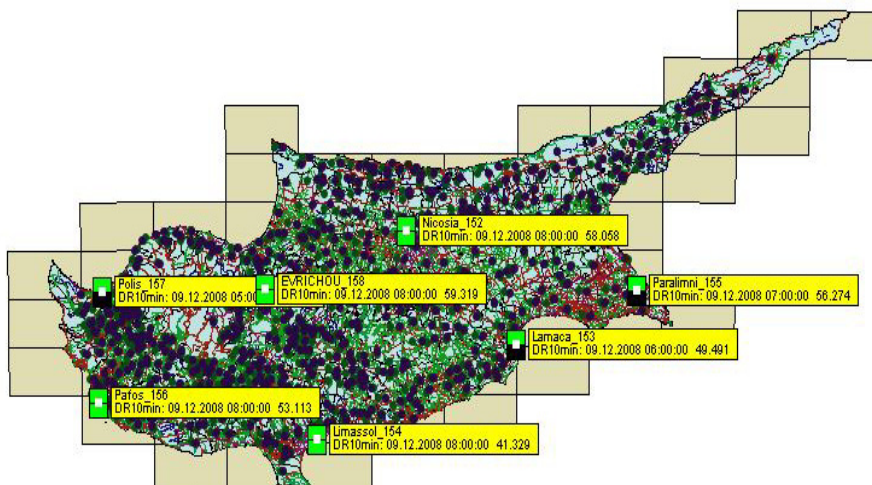 Nicosia_152
DR10min: 09.12.2008 08:00:00 58.058
Polis_157
DR10min: 09.12.2008 05:00
EVRICHOU_158
DR10min: 09.12.2008 08:00:00 59.319
Paralimni_155
DR10min: 09.12.2008 07:00:00 56.274
Larnaca_153
DR10min: 09.12.2008 06:00:00 49.491
Pafos_156
DR10min: 09.12.2008 08:00:00 53.113
Limassol_154
DR10min: 09.12.2008 08:00:00 41.329